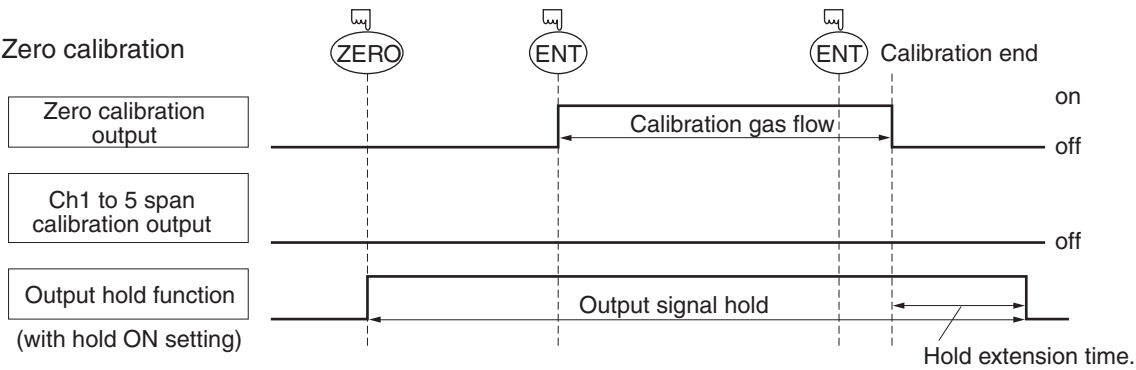 Zero calibration
ZERO
ENT
ENT
Calibration end
Zero calibration
output
Calibration gas flow
on
off
Ch1 to 5 span
calibration output
off
Output hold function
(with hold ON setting)
Output signal hold
Hold extension time.